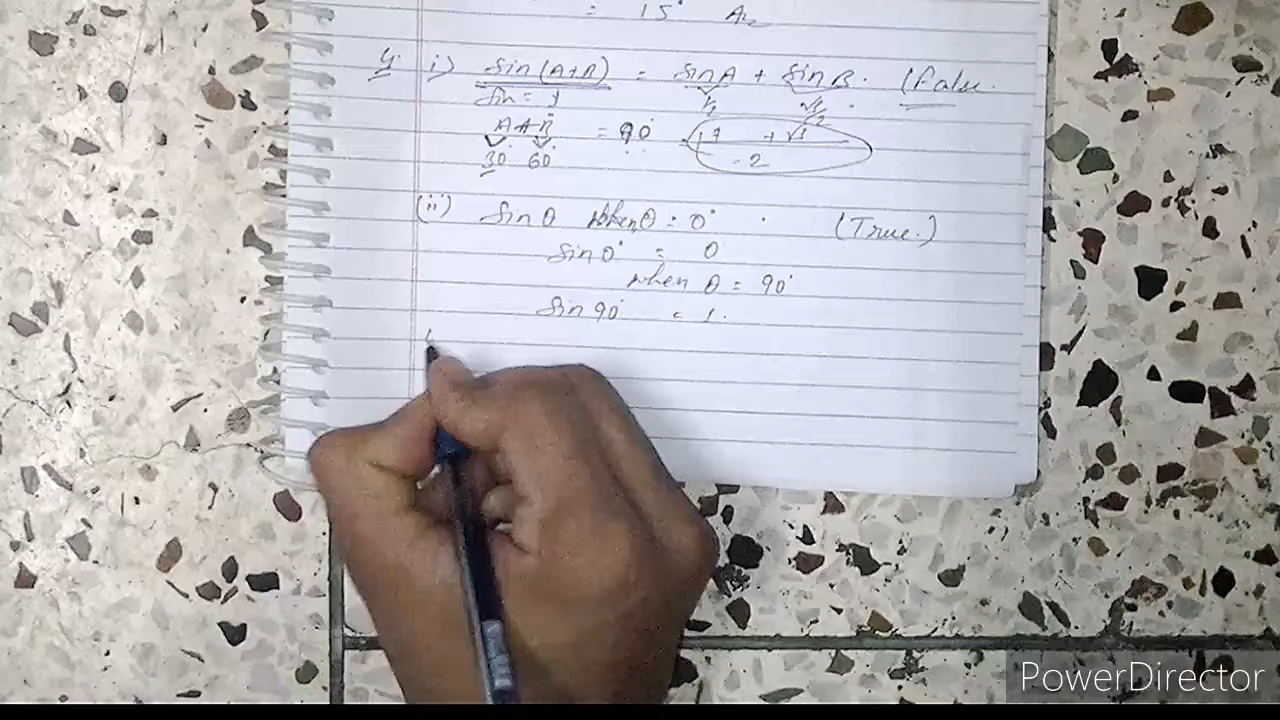 = 15° Ans
4. i) Sin(A+B) = SinA + SinB. (False.
Sin = 1 1/2 √3/2
A+B = 90° 1 + √3
30° 60° 2
(ii) Sin θ when θ = 0° (True.)
Sin 0° = 0
when θ = 90°
Sin 90° = 1.
(
PowerDirector